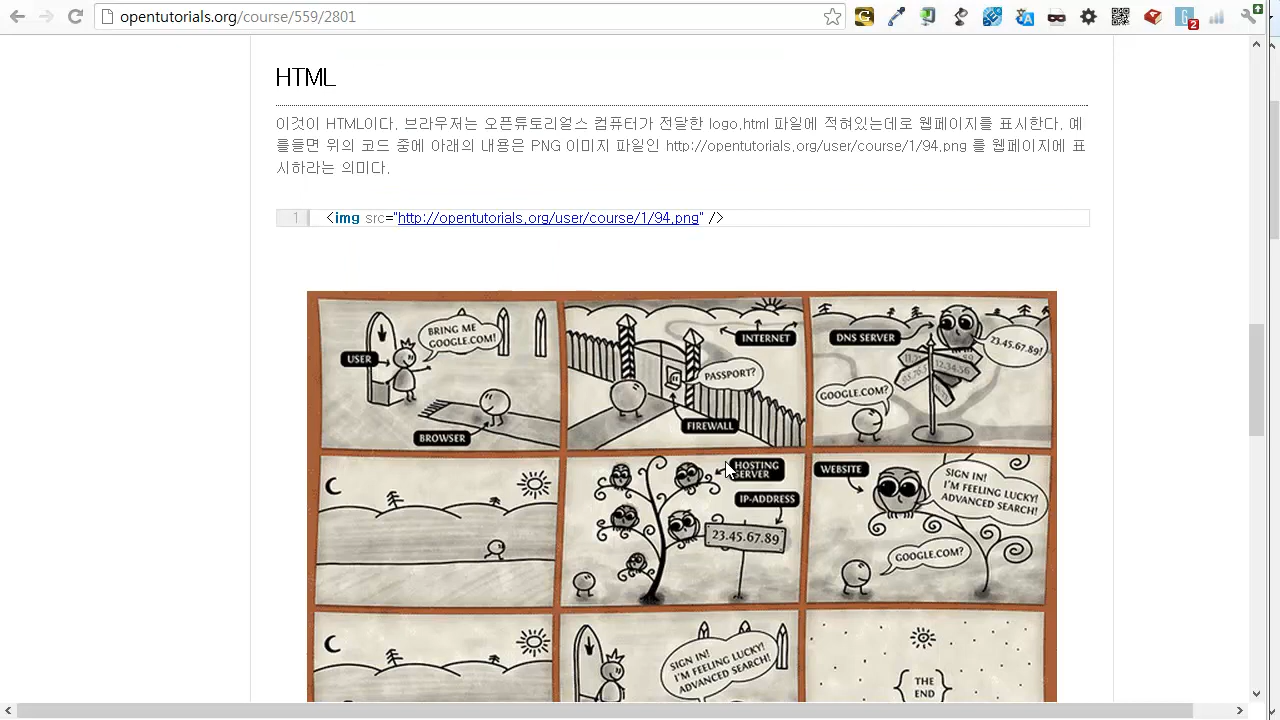 opentutorials.org/course/559/2801
2
HTML
이것이 HTML이다. 브라우져는 오픈튜토리얼스 컴퓨터가 전달한 logo.html 파일에 적혀있는데로 웹페이지를 표시한다. 예
를들면 위의 코드 중에 아래의 내용은 PNG 이미지 파일인 http://opentutorials.org/user/course/1/94.png 를 웹페이지에 표
시하라는 의미다.
1 <img src="http://opentutorials.org/user/course/1/94.png" />
BRING ME
GOOGLE.COM!
USER
BROWSER
INTERNET
PASSPORT?
FIREWALL
DNS SERVER
23.45.67.89!
12.34.56
GOOGLE.COM?
HOSTING
SERVER
IP-ADDRESS
23.45.67.89
WEBSITE
SIGN IN!
I'M FEELING LUCKY!
ADVANCED SEARCH!
GOOGLE.COM?
SIGN IN!
I'M FEELING LUCKY!
ADVANCED SEARCH!
{THE
END}